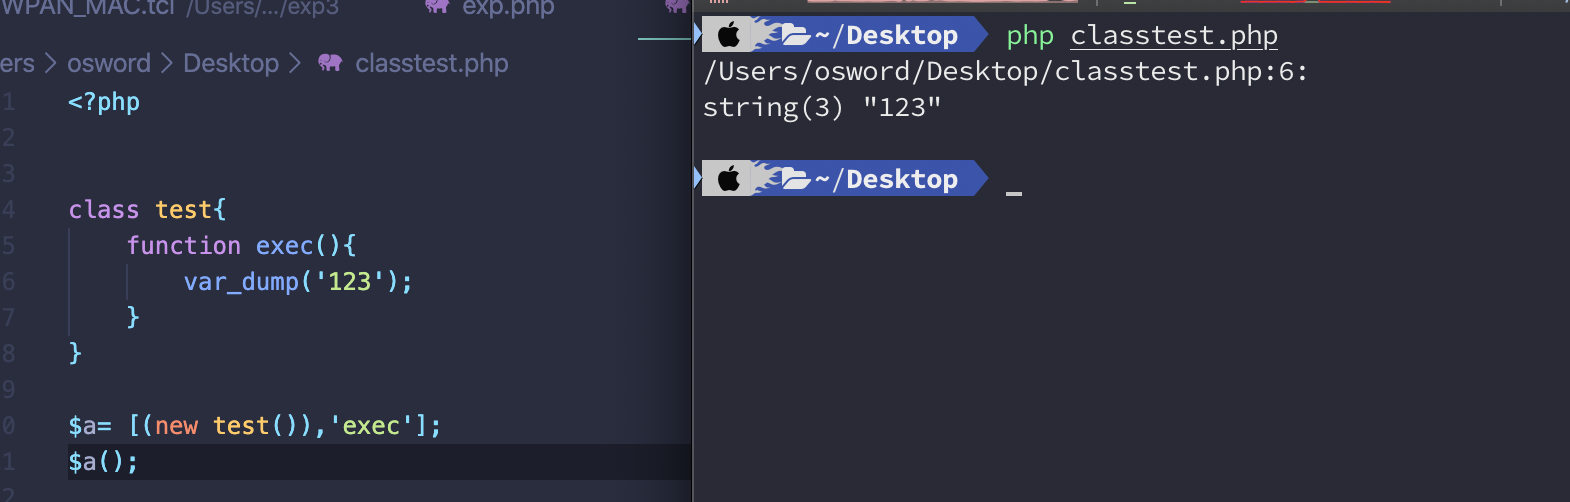 WPAN_MAC.tcl /Users/.../exp3 exp.php
ers > osword > Desktop > classtest.php
1 <?php
2
3
4 class test{
5 function exec(){
6 var_dump('123');
7 }
8 }
9
0 $a= [(new test()),'exec'];
1 $a();
2
~/Desktop php classtest.php
/Users/osword/Desktop/classtest.php:6:
string(3) "123"
~/Desktop